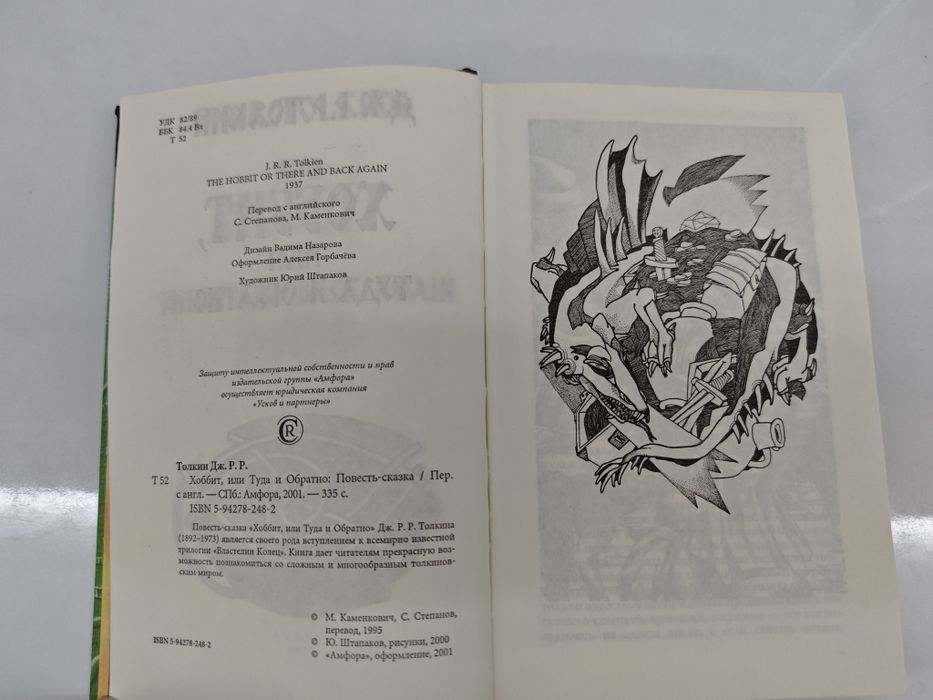 УДК 82/89
ББК 84.4 Вл
Т 52
J. R. R. Tolkien
THE HOBBIT OR THERE AND BACK AGAIN
1937
Перевод с английского
С. Степанова, М. Каменкович
Дизайн Вадима Назарова
Оформление Алексея Горбачёва
Художник Юрий Штапаков
Защиту интеллектуальной собственности и прав
издательской группы «Амфора»
осуществляет юридическая компания
«Усков и партнеры»
Толкин Дж. Р. Р.
Т 52 Хоббит, или Туда и Обратно: Повесть-сказка / Пер.
с англ. — СПб.: Амфора, 2001. — 335 с.
ISBN 5-94278-248-2
Повесть-сказка «Хоббит, или Туда и Обратно» Дж. Р. Р. Толкина
(1892–1973) является своего рода вступлением к всемирно известной
трилогии «Властелин Колец». Книга дает читателям прекрасную воз-
можность познакомиться со сложным и многообразным толкинов-
ским миром.
© М. Каменкович, С. Степанов,
перевод, 1995
ISBN 5-94278-248-2 © Ю. Штапаков, рисунки, 2000
© «Амфора», оформление, 2001